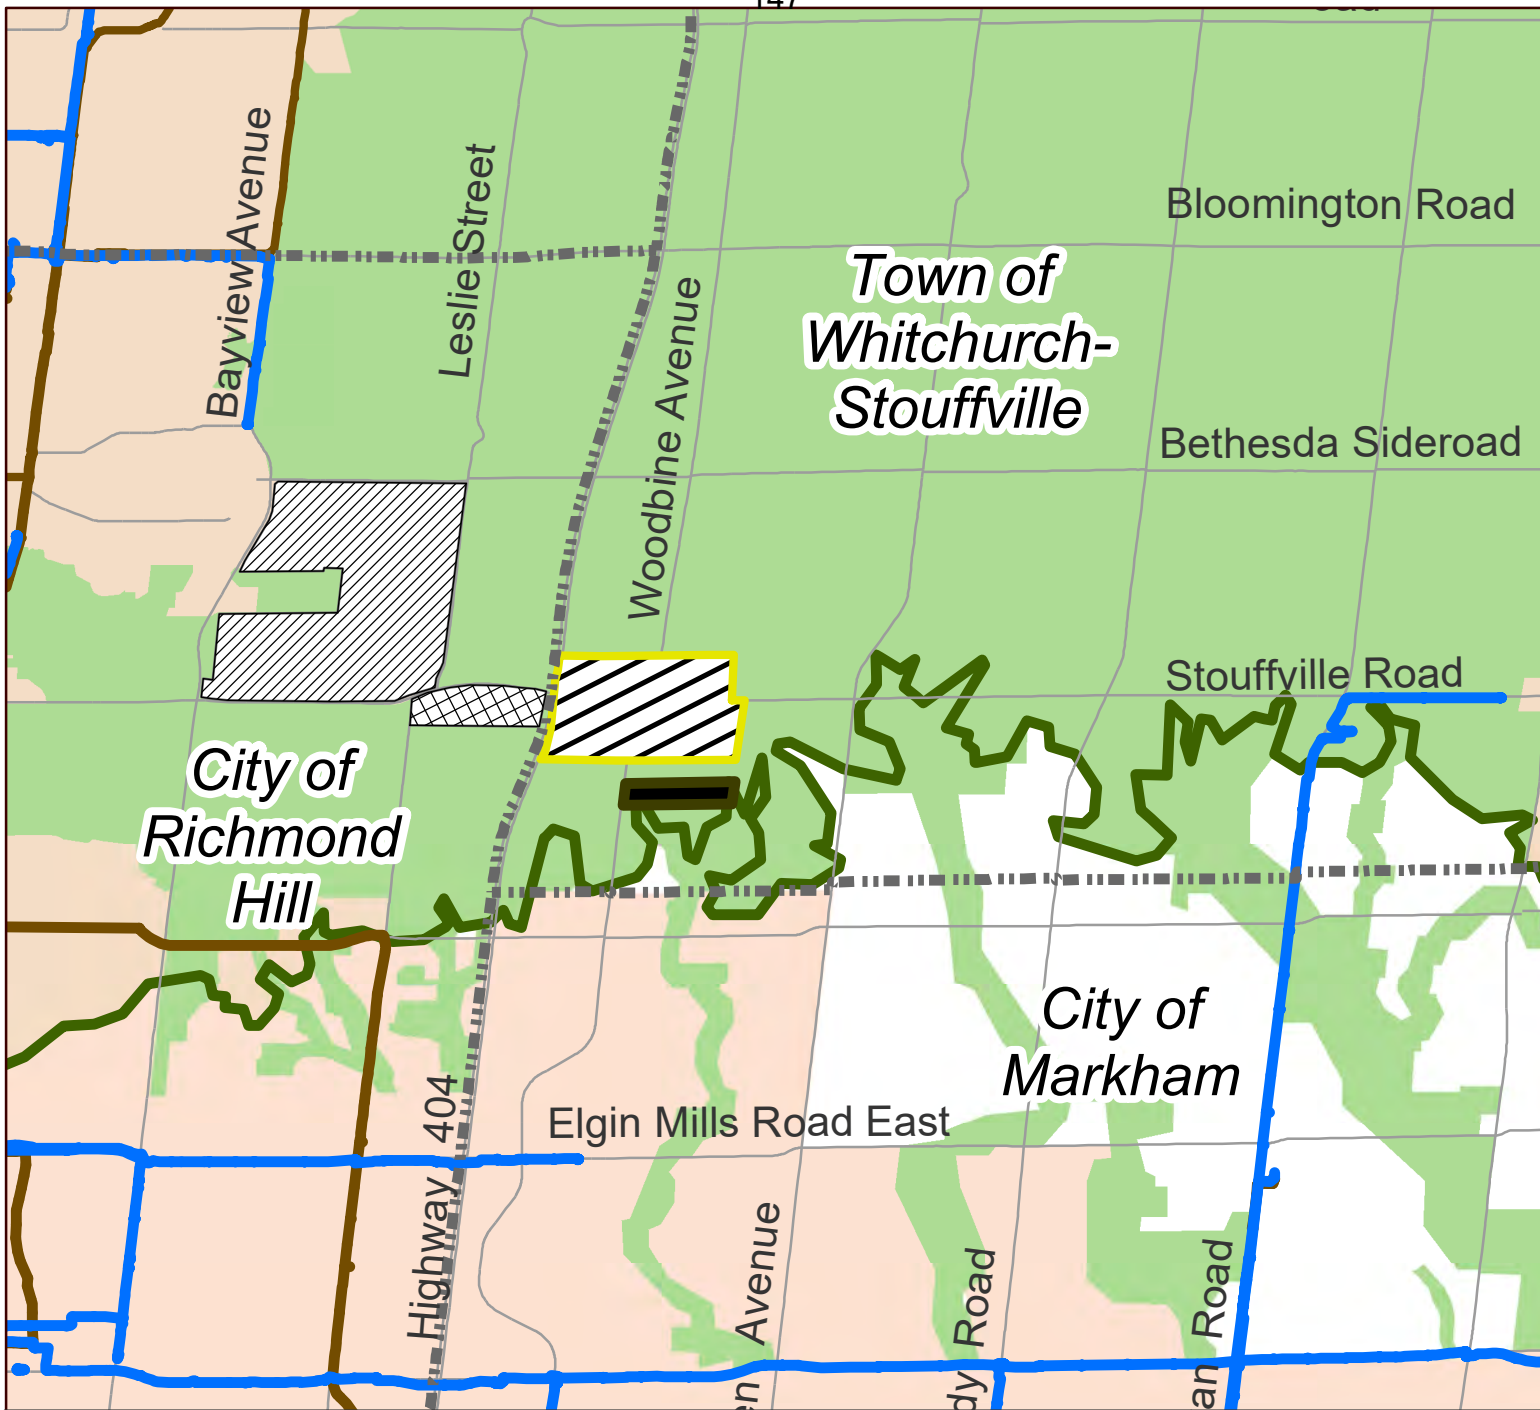 147
Bayview Avenue
Leslie Street
Bloomington Road
Town of
Whitchurch-
Stouffville
Woodbine Avenue
Bethesda Sideroad
Stouffville Road
City of
Richmond
Hill
City of
Markham
Highway 404
Elgin Mills Road East
Avenue
Road
Road